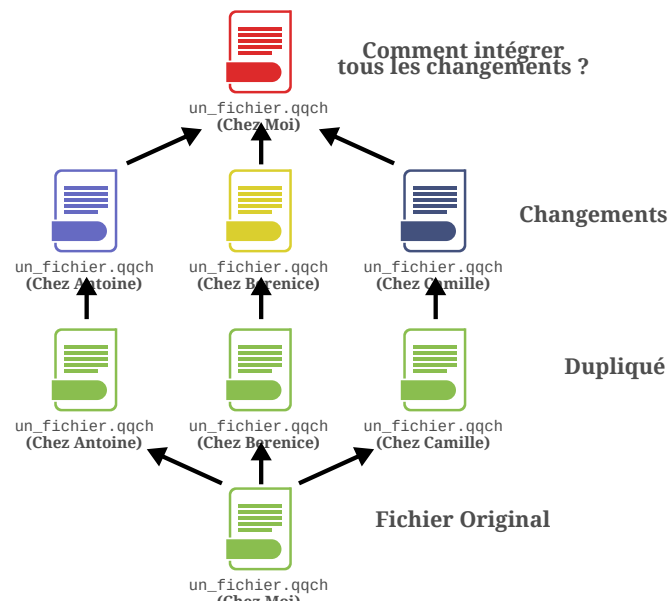 Comment intégrer
tous les changements ?
un_fichier.qqch
(Chez Moi)
Changements
un_fichier.qqch
(Chez Antoine)
un_fichier.qqch
(Chez Berenice)
un_fichier.qqch
(Chez Camille)
Dupliqué
un_fichier.qqch
(Chez Antoine)
un_fichier.qqch
(Chez Berenice)
un_fichier.qqch
(Chez Camille)
Fichier Original
un_fichier.qqch
(Chez Moi)